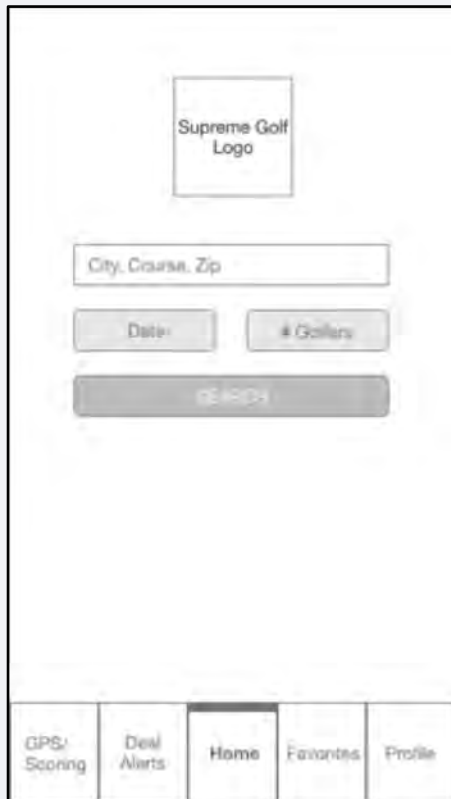 Supreme Golf
Logo
City, Course, Zip
Date
# Golfers
SEARCH
GPS/
Scoring
Deal
Alerts
Home
Favorites
Profile